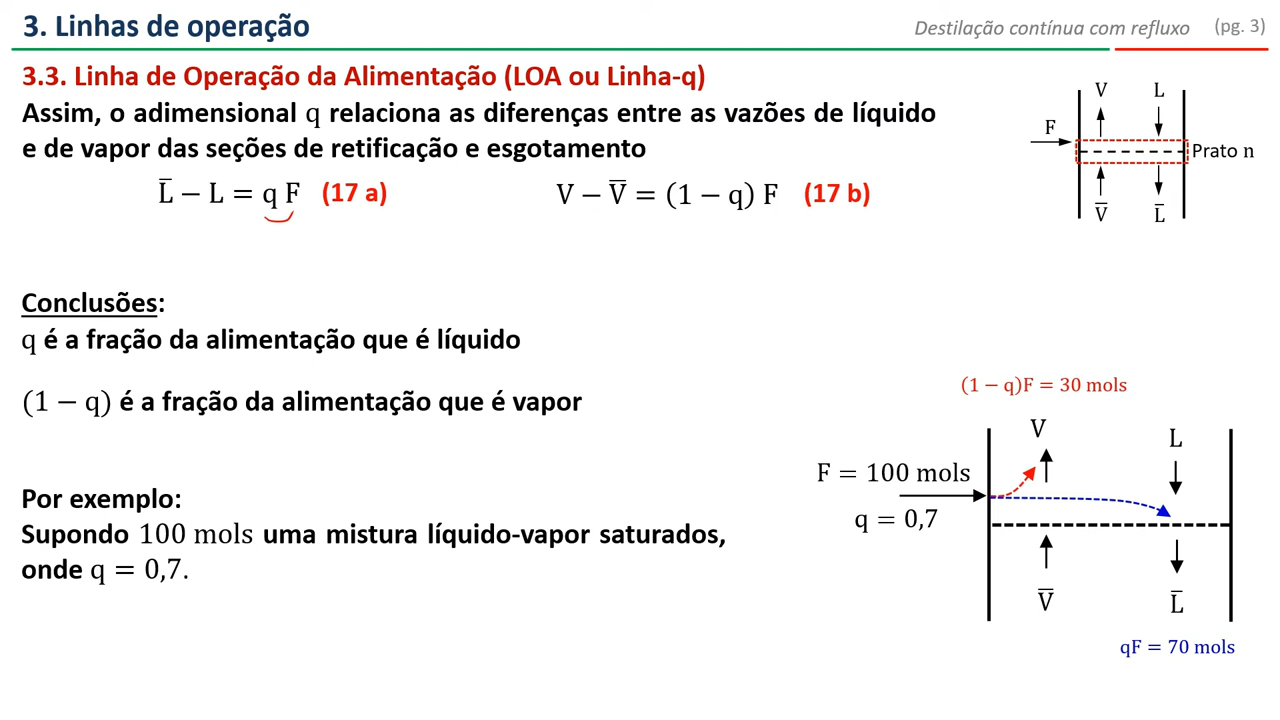 3. Linhas de operação
Destilação contínua com refluxo
(pg. 3)
3.3. Linha de Operação da Alimentação (LOA ou Linha-q)
Assim, o adimensional q relaciona as diferenças entre as vazões de líquido
e de vapor das seções de retificação e esgotamento
L̅ − L = q F (17 a)
V − V̅ = (1 − q) F (17 b)
V L
F
Prato n
V̅ L̅
Conclusões:
q é a fração da alimentação que é líquido
(1 − q) é a fração da alimentação que é vapor
Por exemplo:
Supondo 100 mols uma mistura líquido-vapor saturados,
onde q = 0,7.
(1 − q)F = 30 mols
V L
F = 100 mols
q = 0,7
V̅ L̅
qF = 70 mols